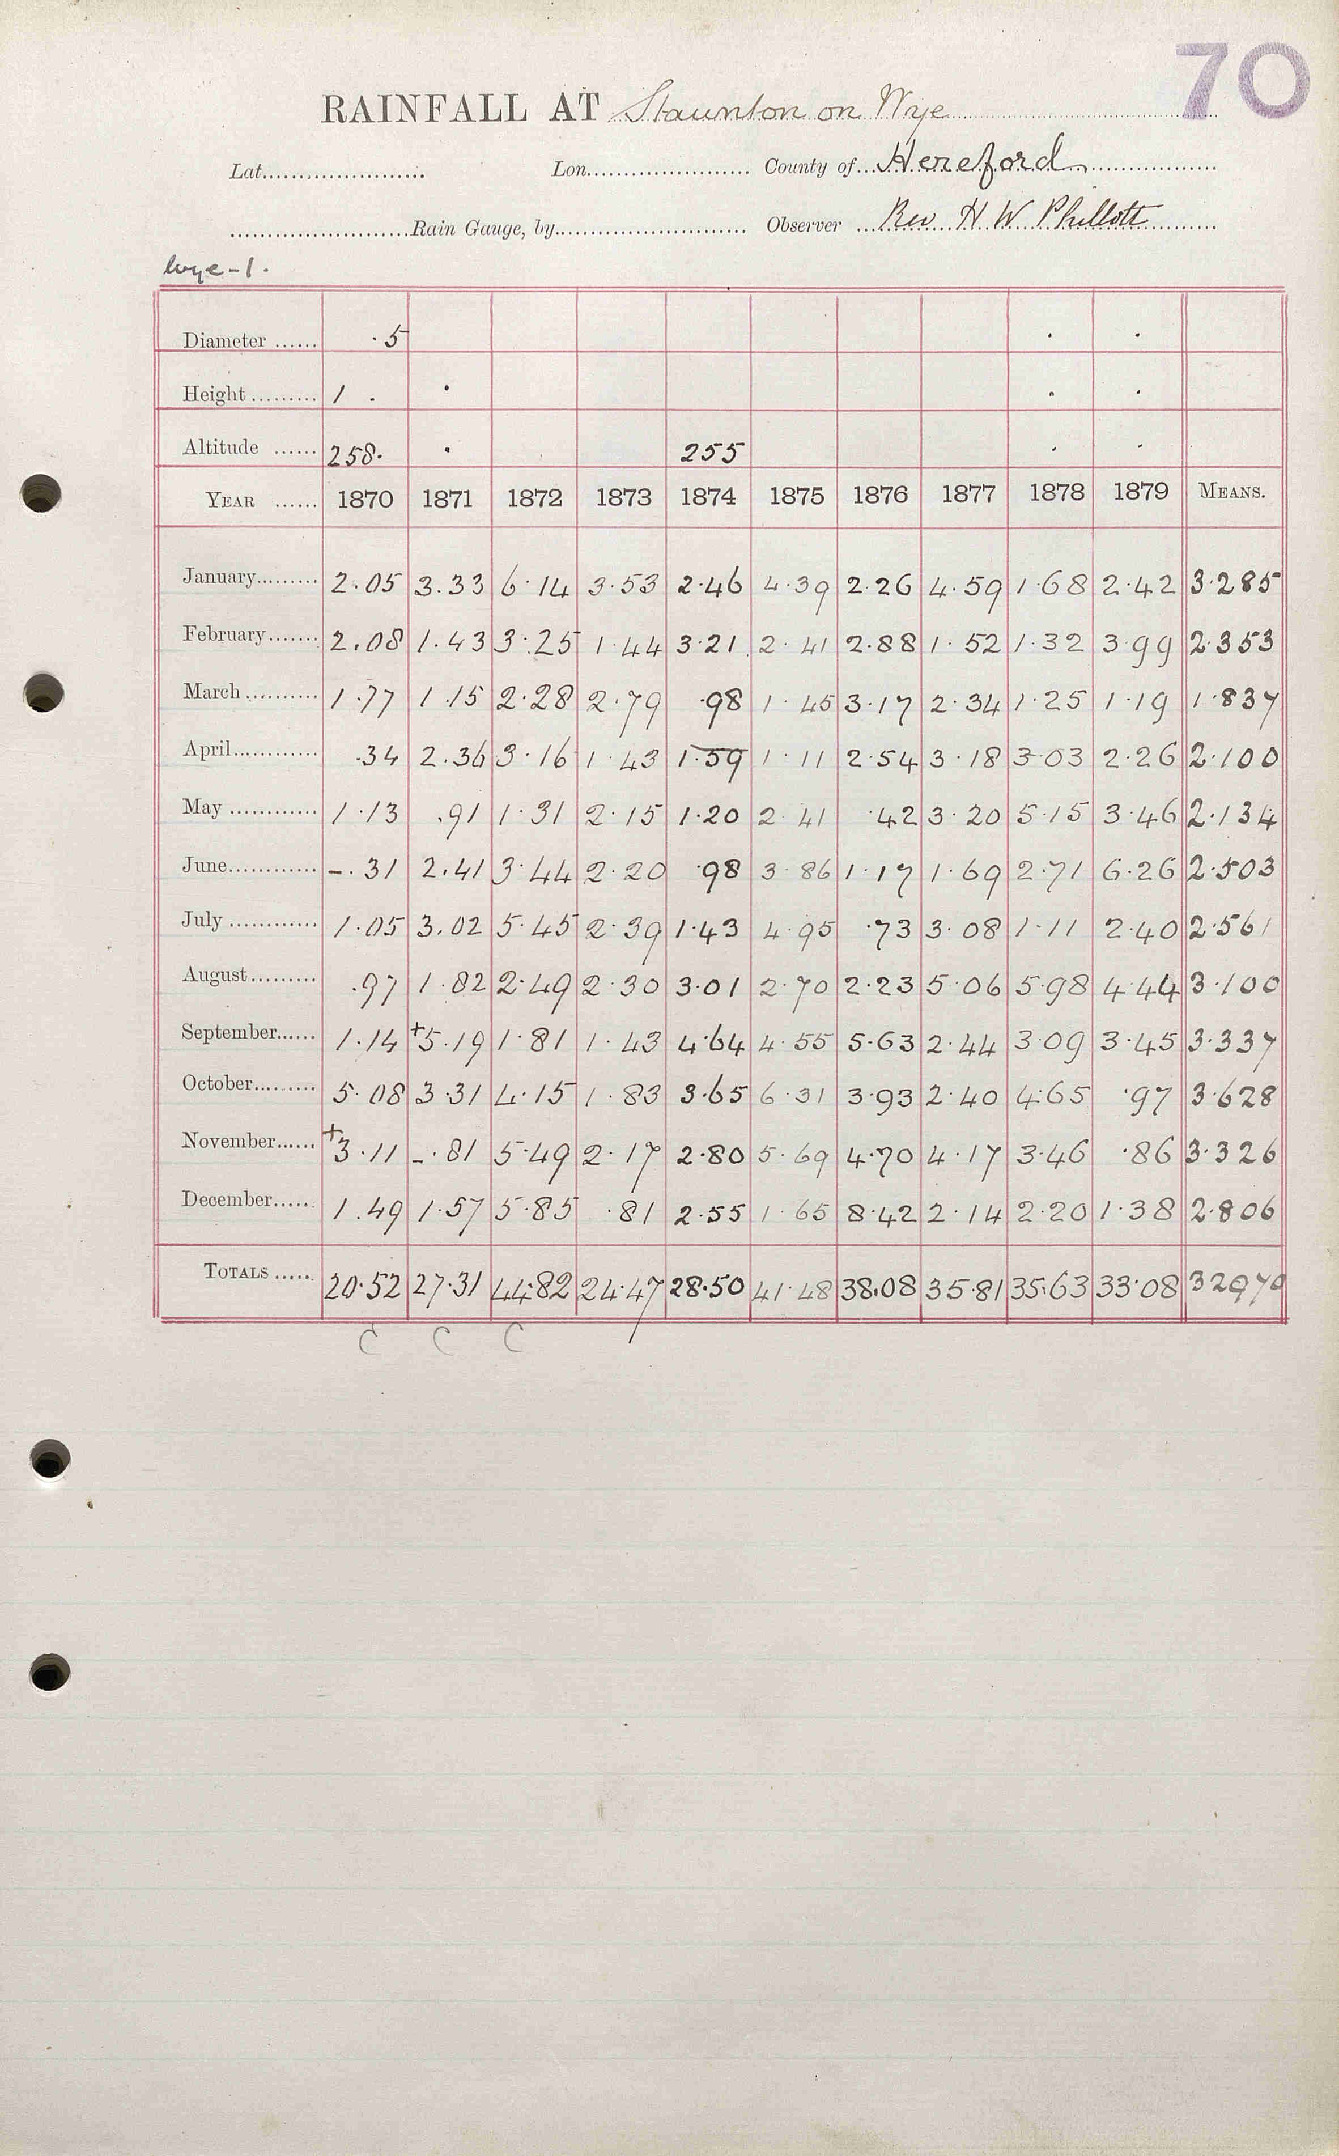 70
RAINFALL AT Staunton on Wye
Lat. Lon. County of Hereford
Rain Gauge, by Observer Rev H W Phillott
Wye-1.
Diameter ...... .5
Height ......... 1 .
Altitude ...... 258. 255
YEAR ...... 1870 1871 1872 1873 1874 1875 1876 1877 1878 1879 MEANS.
January......... 2.05 3.33 6.14 3.53 2.46 4.39 2.26 4.59 1.68 2.42 3.285
February....... 2.08 1.43 3.25 1.44 3.21 2.41 2.88 1.52 1.32 3.99 2.353
March .......... 1.77 1.15 2.28 2.79 .98 1.45 3.17 2.34 1.25 1.19 1.837
April............ .34 2.36 3.16 1.43 1.59 1.11 2.54 3.18 3.03 2.26 2.100
May ............ 1.13 .91 1.31 2.15 1.20 2.41 .42 3.20 5.15 3.46 2.134
June............ -.31 2.41 3.44 2.20 .98 3.86 1.17 1.69 2.71 6.26 2.503
July ............ 1.05 3.02 5.45 2.39 1.43 4.95 .73 3.08 1.11 2.40 2.561
August......... .97 1.82 2.49 2.30 3.01 2.70 2.23 5.06 5.98 4.44 3.100
September...... 1.14 +5.19 1.81 1.43 4.64 4.55 5.63 2.44 3.09 3.45 3.337
October......... 5.08 3.31 4.15 1.83 3.65 6.31 3.93 2.40 4.65 .97 3.628
November...... +3.11 -.81 5.49 2.17 2.80 5.69 4.70 4.17 3.46 .86 3.326
December...... 1.49 1.57 5.85 .81 2.55 1.65 8.42 2.14 2.20 1.38 2.806
TOTALS ...... 20.52 27.31 44.82 24.47 28.50 41.48 38.08 35.81 35.63 33.08 32970
C C C